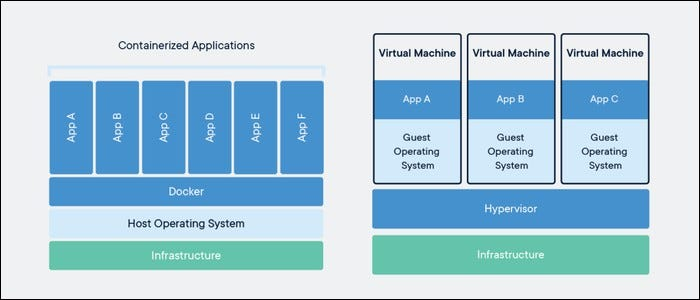 Containerized Applications
App A
App B
App C
App D
App E
App F
Docker
Host Operating System
Infrastructure
Virtual Machine
App A
Guest
Operating
System
Virtual Machine
App B
Guest
Operating
System
Virtual Machine
App C
Guest
Operating
System
Hypervisor
Infrastructure